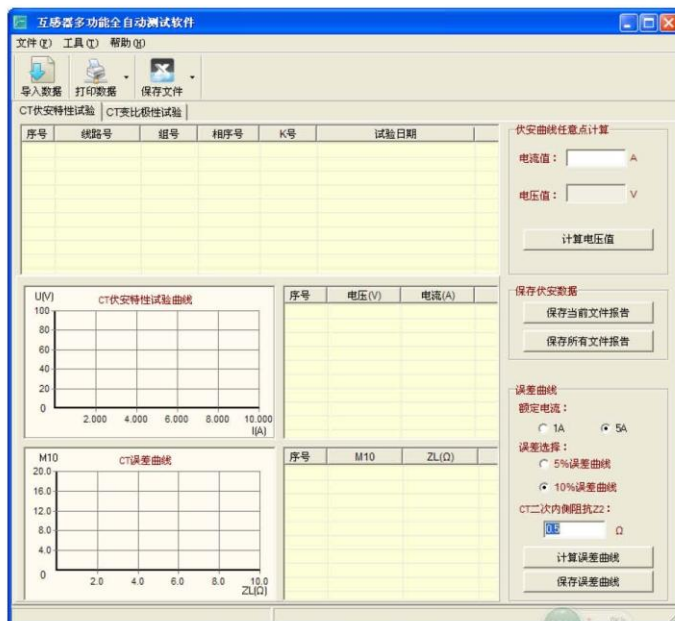 互感器多功能全自动测试软件
文件(F) 工具(T) 帮助(H)
导入数据 打印数据 保存文件
CT伏安特性试验 CT变比极性试验
序号 线路号 组号 相序号 K号 试验日期
伏安曲线任意点计算
电流值： A
电压值： V
计算电压值
U(V) CT伏安特性试验曲线
100
80
60
40
20
0
2.000 4.000 6.000 8.000 10.000
I(A)
序号 电压(V) 电流(A)
保存伏安数据
保存当前文件报告
保存所有文件报告
M10 CT误差曲线
20.0
16.0
12.0
8.0
4.0
0
2.0 4.0 6.0 8.0 10.0
ZL(Ω)
序号 M10 ZL(Ω)
误差曲线
额定电流：
1A 5A
误差选择：
5%误差曲线
10%误差曲线
CT二次内侧阻抗Z2：
0.5 Ω
计算误差曲线
保存误差曲线